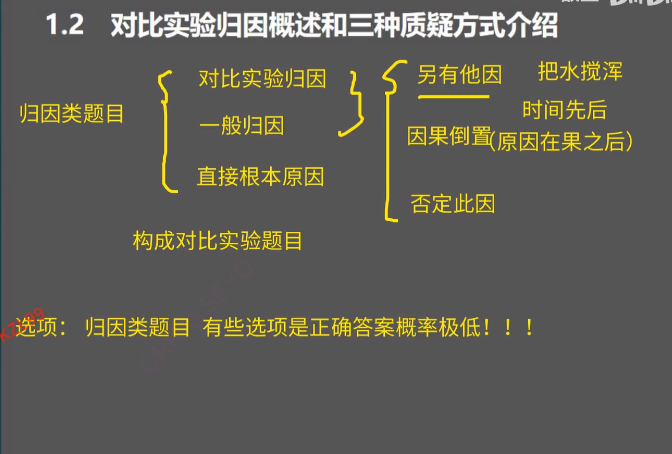 1.2 对比实验归因概述和三种质疑方式介绍
对比实验归因
另有他因 把水搅浑
归因类题目
一般归因
时间先后
因果倒置(原因在果之后)
直接根本原因
否定此因
构成对比实验题目
选项： 归因类题目 有些选项是正确答案概率极低！！！